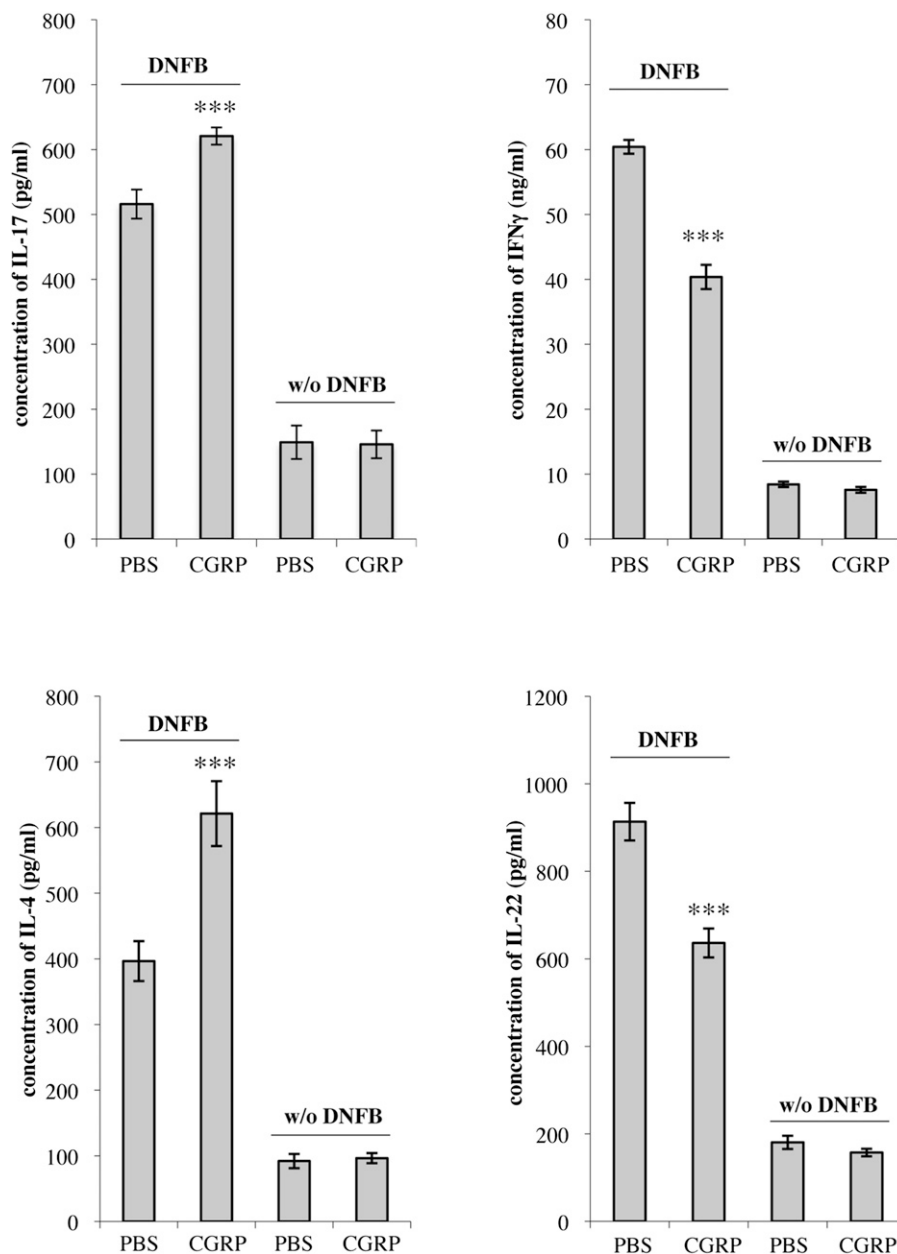 concentration of IL-17 (pg/ml)
800
700
600
500
400
300
200
100
0
DNFB
***
w/o DNFB
PBS CGRP PBS CGRP
concentration of IFNγ (ng/ml)
80
70
60
50
40
30
20
10
0
DNFB
***
w/o DNFB
PBS CGRP PBS CGRP
concentration of IL-4 (pg/ml)
800
700
600
500
400
300
200
100
0
DNFB
***
w/o DNFB
PBS CGRP PBS CGRP
concentration of IL-22 (pg/ml)
1200
1000
800
600
400
200
0
DNFB
***
w/o DNFB
PBS CGRP PBS CGRP